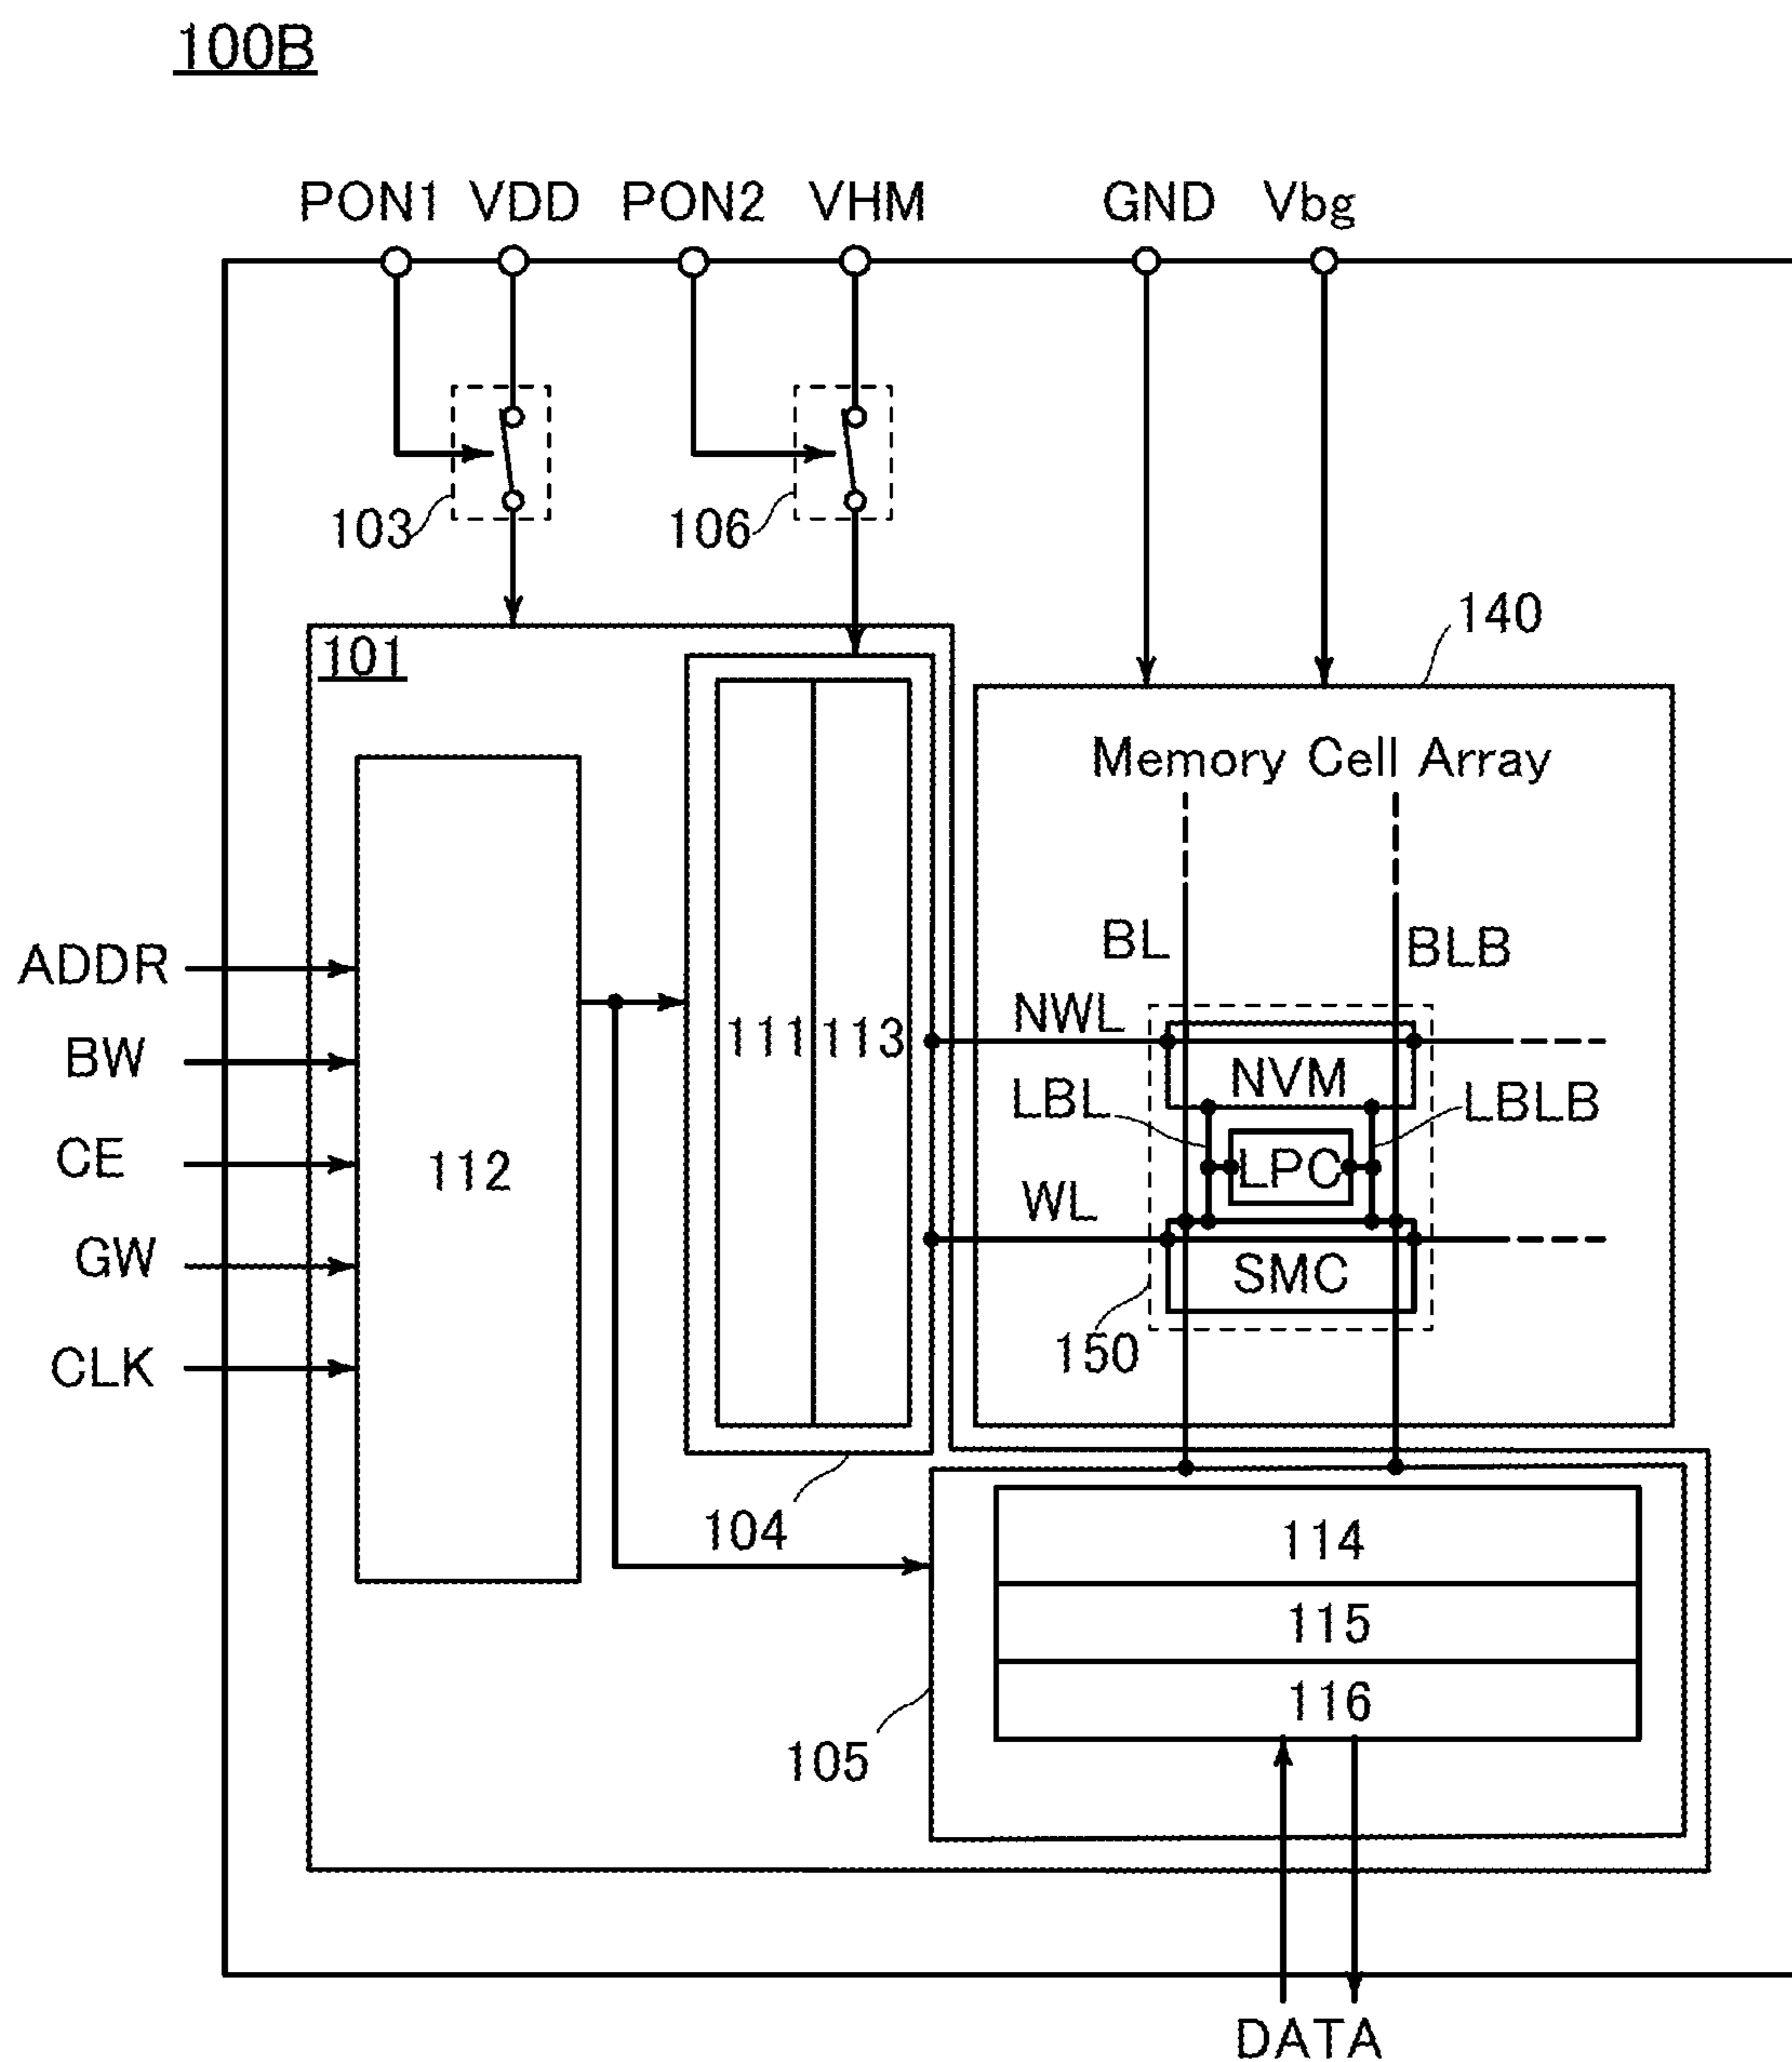 100B
PON1 VDD PON2 VHM GND Vbg
103 106
140
101
Memory Cell Array
BL BLB
ADDR
NWL
111 113
BW
NVM
LBL LBLB
CE
112
LPC
WL
GW
SMC
150
CLK
104
114
115
116
105
DATA